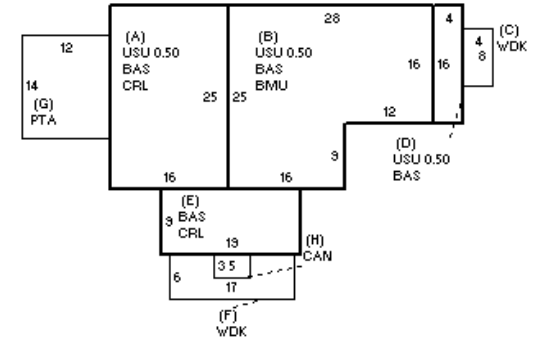 28
4
12
(A)
USU 0.50
BAS
CRL
(B)
USU 0.50
BAS
BMU
(C)
WDK
4
8
16
16
14
(G)
PTA
25
25
12
(D)
USU 0.50
BAS
9
16
16
(E)
BAS
CRL
9
19
(H)
CAN
3 5
6
17
(F)
WDK